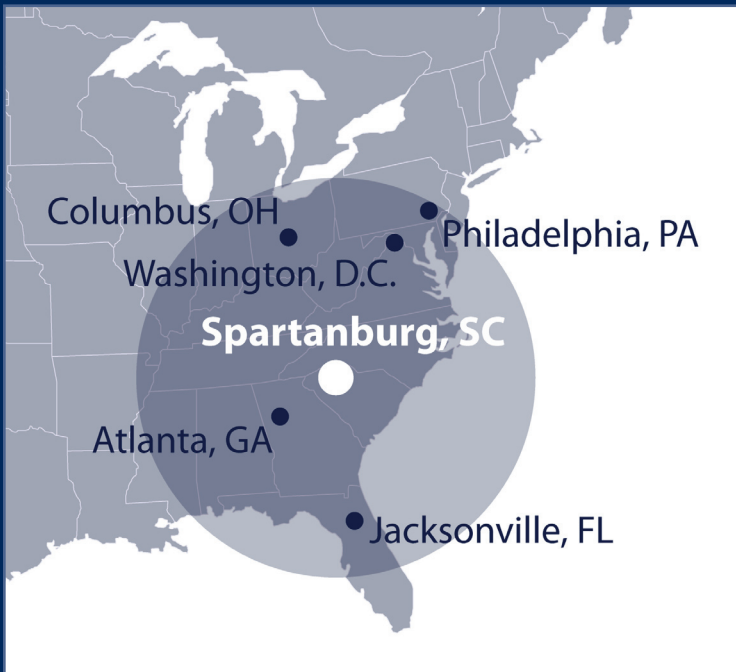 Columbus, OH
Philadelphia, PA
Washington, D.C.
Spartanburg, SC
Atlanta, GA
Jacksonville, FL